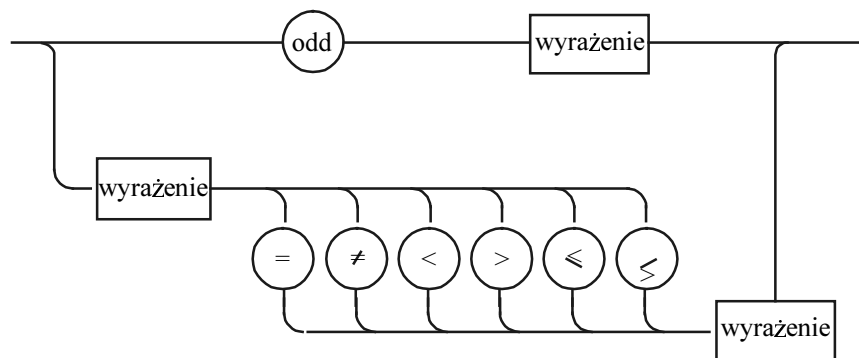 odd wyrażenie
wyrażenie
= ≠ < > ⩽ ⩾
wyrażenie